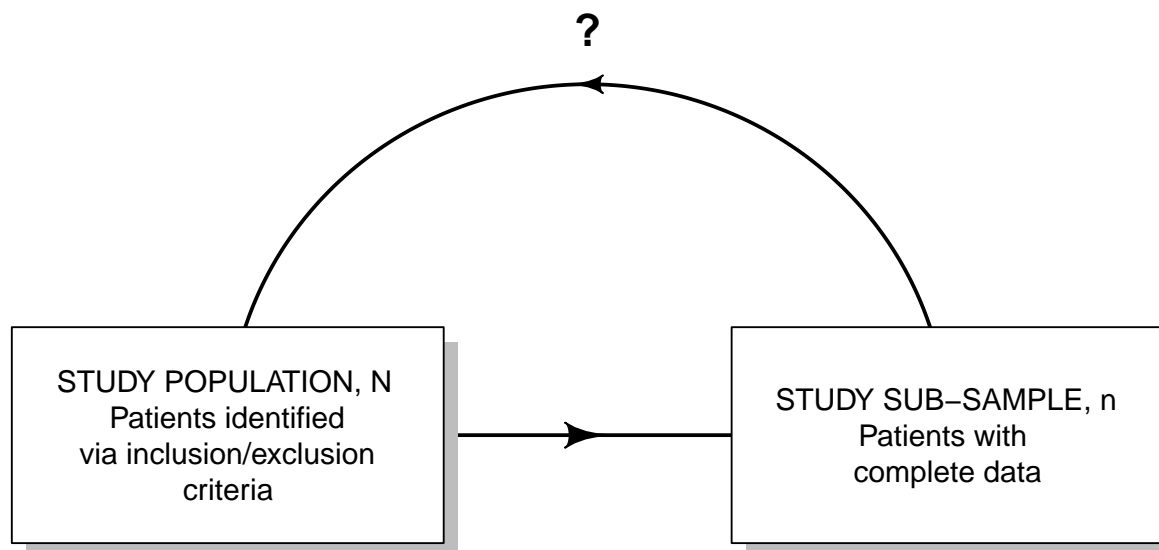 ?
STUDY POPULATION, N
Patients identified
via inclusion/exclusion
criteria
STUDY SUB−SAMPLE, n
Patients with
complete data